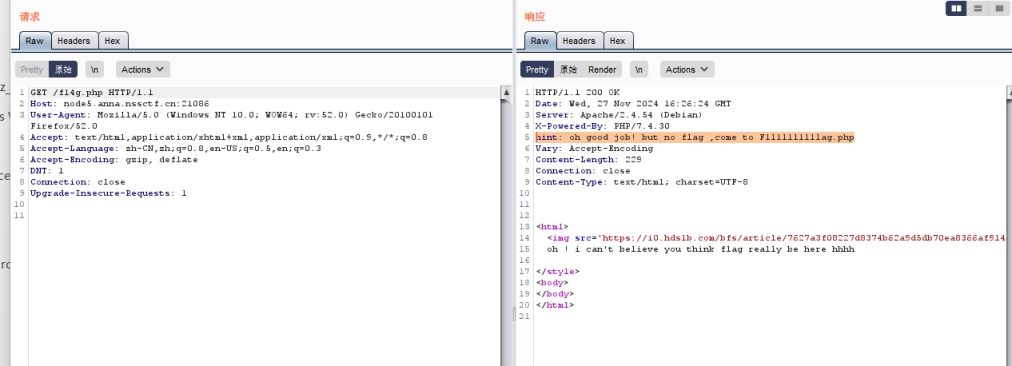 请求
Raw Headers Hex
Pretty 原始 \n Actions
1 GET /fl4g.php HTTP/1.1
2 Host: node5.anna.nssctf.cn:21086
3 User-Agent: Mozilla/5.0 (Windows NT 10.0; WOW64; rv:52.0) Gecko/20100101
Firefox/52.0
4 Accept: text/html,application/xhtml+xml,application/xml;q=0.9,*/*;q=0.8
5 Accept-Language: zh-CN,zh;q=0.8,en-US;q=0.5,en;q=0.3
6 Accept-Encoding: gzip, deflate
7 DNT: 1
8 Connection: close
9 Upgrade-Insecure-Requests: 1
10
11
响应
Raw Headers Hex
Pretty 原始 Render \n Actions
1 HTTP/1.1 200 OK
2 Date: Wed, 27 Nov 2024 16:26:24 GMT
3 Server: Apache/2.4.54 (Debian)
4 X-Powered-By: PHP/7.4.30
5 hint: oh good job! but no flag ,come to Fllllllllllag.php
6 Vary: Accept-Encoding
7 Content-Length: 229
8 Connection: close
9 Content-Type: text/html; charset=UTF-8
10
11
12
13 <html>
14 <img src='https://i0.hdslb.com/bfs/article/7627a3f08227d8374b62a9d5db70ea8366af914
15 oh ! i can't believe you think flag really be here hhhh
16
17 </style>
18 <body>
19 </body>
20 </html>
21